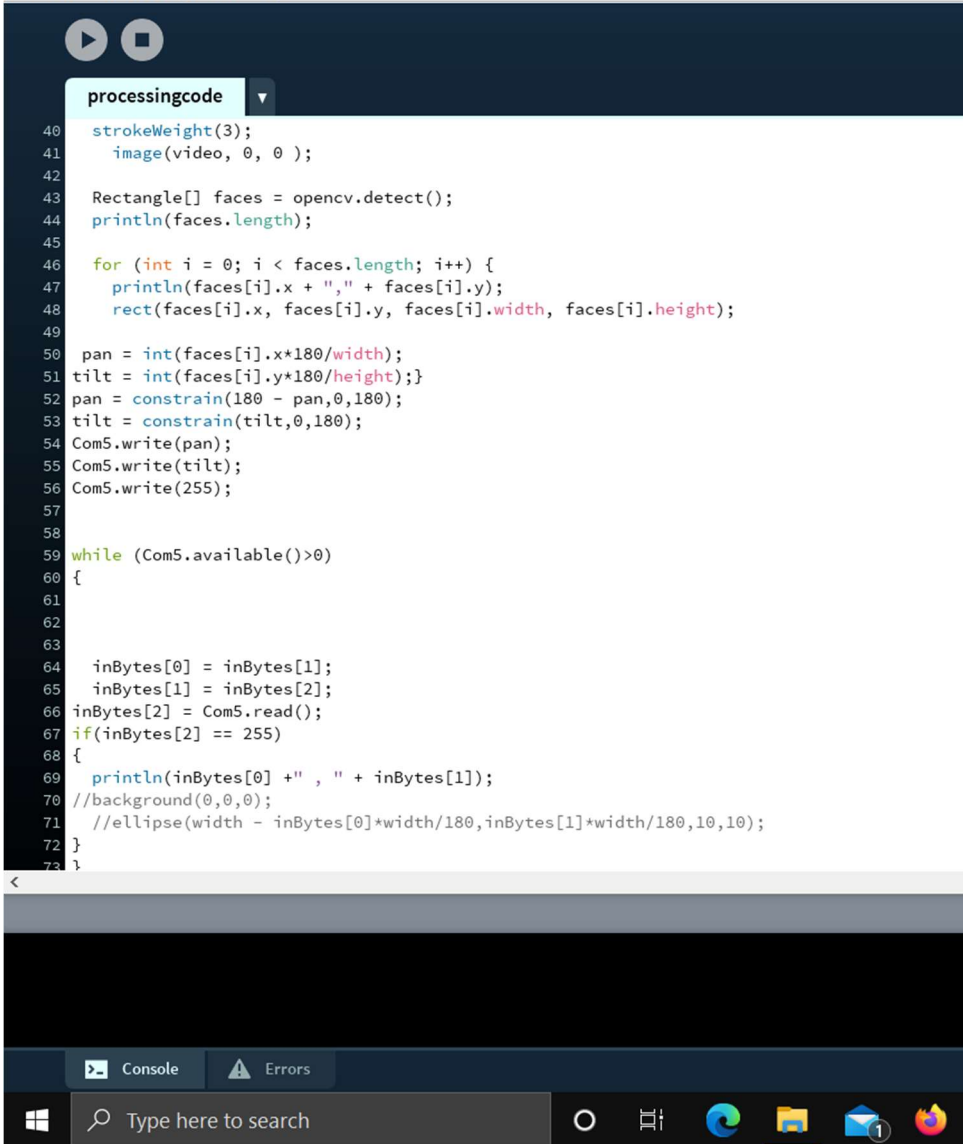 processingcode ▼
40 strokeWeight(3);
41 image(video, 0, 0 );
42
43 Rectangle[] faces = opencv.detect();
44 println(faces.length);
45
46 for (int i = 0; i < faces.length; i++) {
47 println(faces[i].x + "," + faces[i].y);
48 rect(faces[i].x, faces[i].y, faces[i].width, faces[i].height);
49
50 pan = int(faces[i].x*180/width);
51 tilt = int(faces[i].y*180/height);}
52 pan = constrain(180 - pan,0,180);
53 tilt = constrain(tilt,0,180);
54 Com5.write(pan);
55 Com5.write(tilt);
56 Com5.write(255);
57
58
59 while (Com5.available()>0)
60 {
61
62
63
64 inBytes[0] = inBytes[1];
65 inBytes[1] = inBytes[2];
66 inBytes[2] = Com5.read();
67 if(inBytes[2] == 255)
68 {
69 println(inBytes[0] +" , " + inBytes[1]);
70 //background(0,0,0);
71 //ellipse(width - inBytes[0]*width/180,inBytes[1]*width/180,10,10);
72 }
73 }
<
Console Errors
Type here to search 1